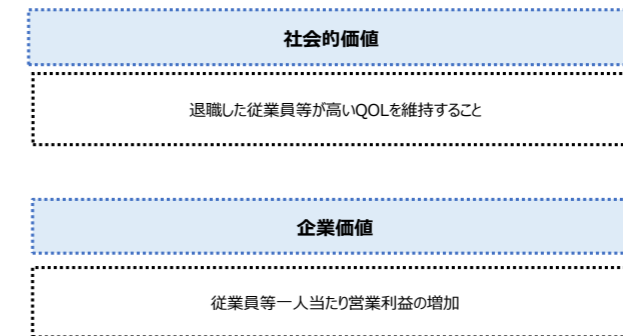 社会的価値
退職した従業員等が高いQOLを維持すること
企業価値
従業員等一人当たり営業利益の増加